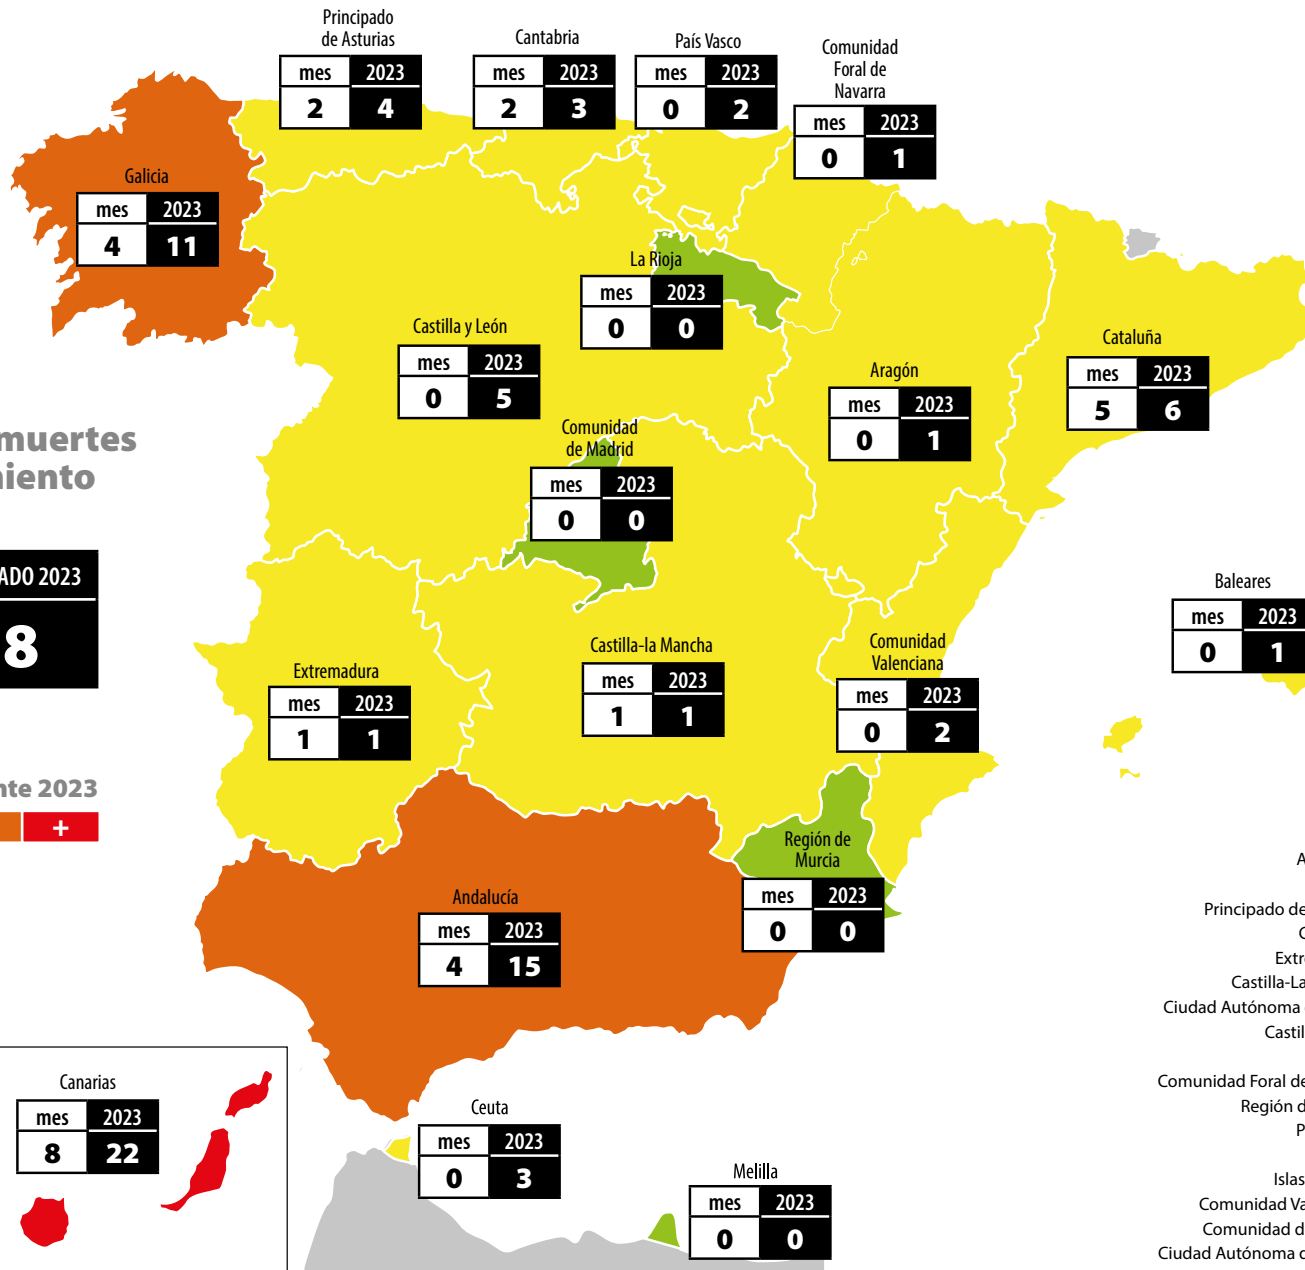 Principado
de Asturias
mes 2023
2 4
Cantabria
mes 2023
2 3
País Vasco
mes 2023
0 2
Comunidad
Foral de
Navarra
mes 2023
0 1
Galicia
mes 2023
4 11
La Rioja
mes 2023
0 0
Castilla y León
mes 2023
0 5
Cataluña
mes 2023
5 6
Aragón
mes 2023
0 1
Comunidad
de Madrid
mes 2023
0 0
muertes
iento
ADO 2023
8
Baleares
mes 2023
0 1
Castilla-la Mancha
mes 2023
1 1
Comunidad
Valenciana
mes 2023
0 2
Extremadura
mes 2023
1 1
nte 2023
+
Región de
Murcia
mes 2023
0 0
Andalucía
mes 2023
4 15
Canarias
mes 2023
8 22
Ceuta
mes 2023
0 3
Melilla
mes 2023
0 0
A
Principado de
C
Extre
Castilla-La
Ciudad Autónoma
Castil
Comunidad Foral de
Región d
P
Islas
Comunidad Va
Comunidad d
Ciudad Autónoma d